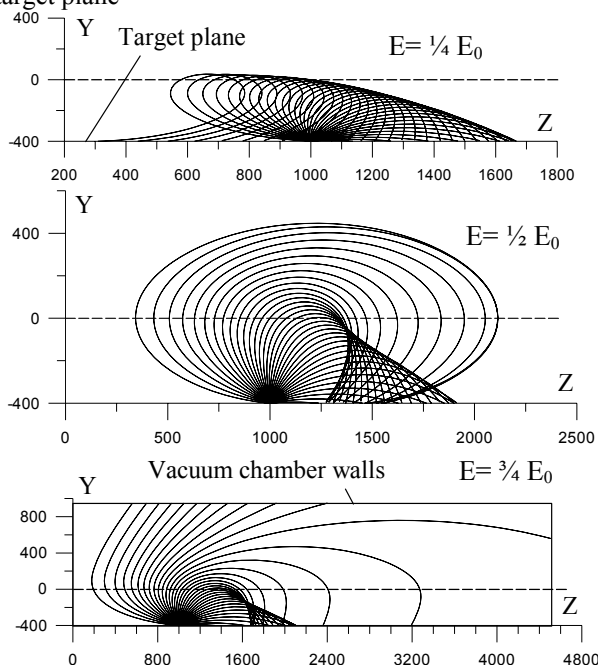 target plane
400
Y
Target plane
E= ¼ E₀
0
Z
-400
200 400 600 800 1000 1200 1400 1600 1800
Y
400
E= ½ E₀
0
Z
-400
0 500 1000 1500 2000 2500
Vacuum chamber walls
E= ¾ E₀
Y
800
400
0
Z
-400
0 800 1600 2400 3200 4000 4800